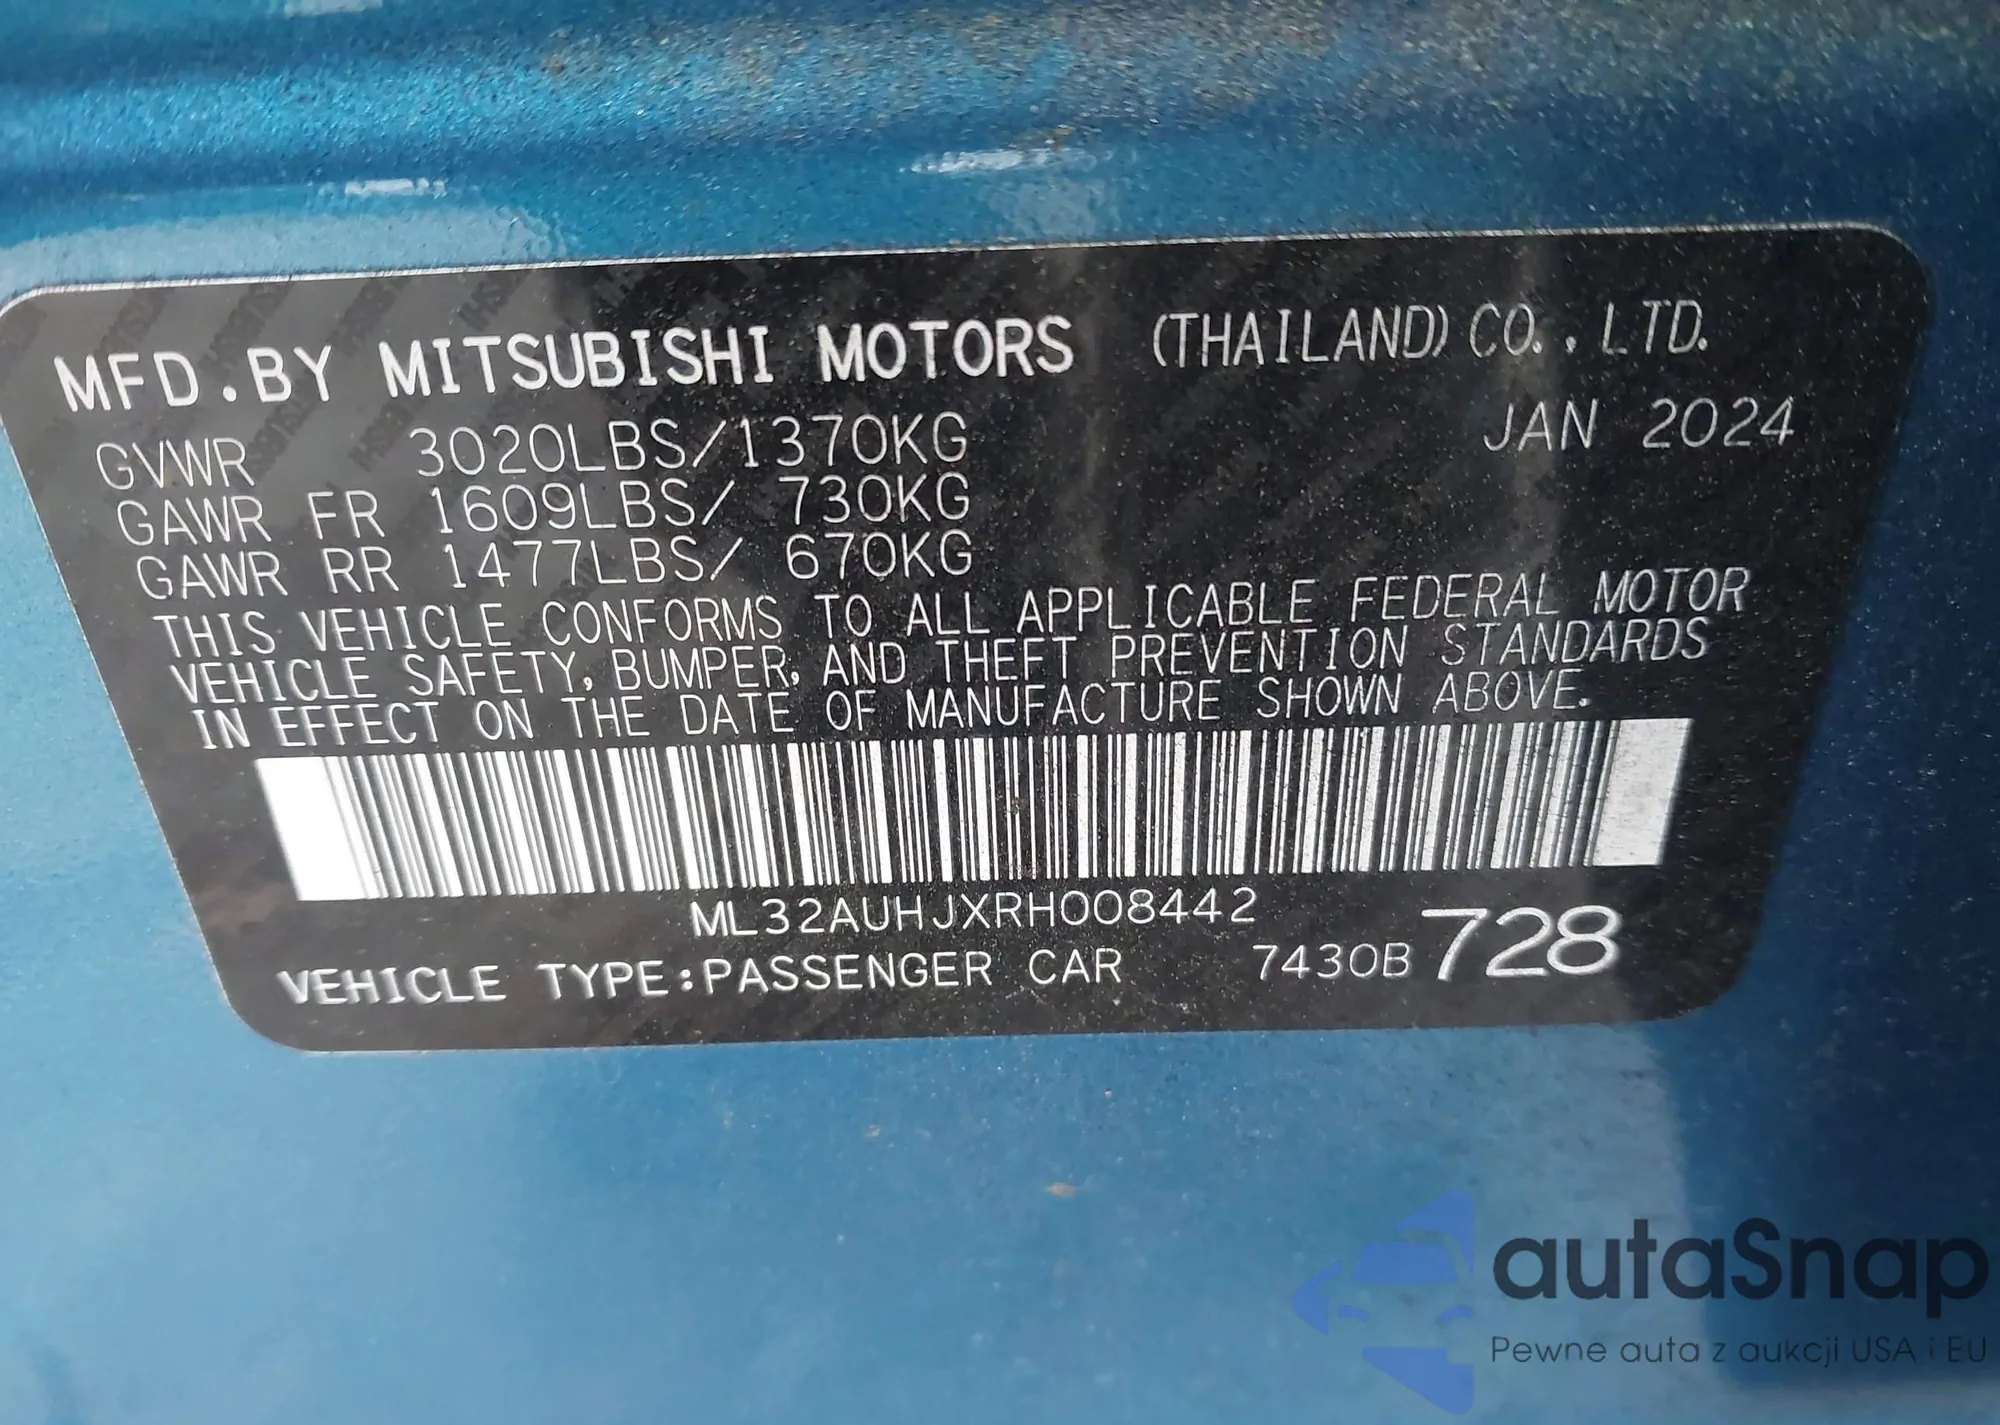 MFD.BY MITSUBISHI MOTORS (THAILAND) CO., LTD.
GVWR 3020LBS/1370KG JAN 2024
GAWR FR 1609LBS/ 730KG
GAWR RR 1477LBS/ 670KG
THIS VEHICLE CONFORMS TO ALL APPLICABLE FEDERAL MOTOR
VEHICLE SAFETY, BUMPER, AND THEFT PREVENTION STANDARDS
IN EFFECT ON THE DATE OF MANUFACTURE SHOWN ABOVE.
ML32AUHJXRH008442
VEHICLE TYPE:PASSENGER CAR 7430B 728
autaSnap
Pewne auta z aukcji USA i EU